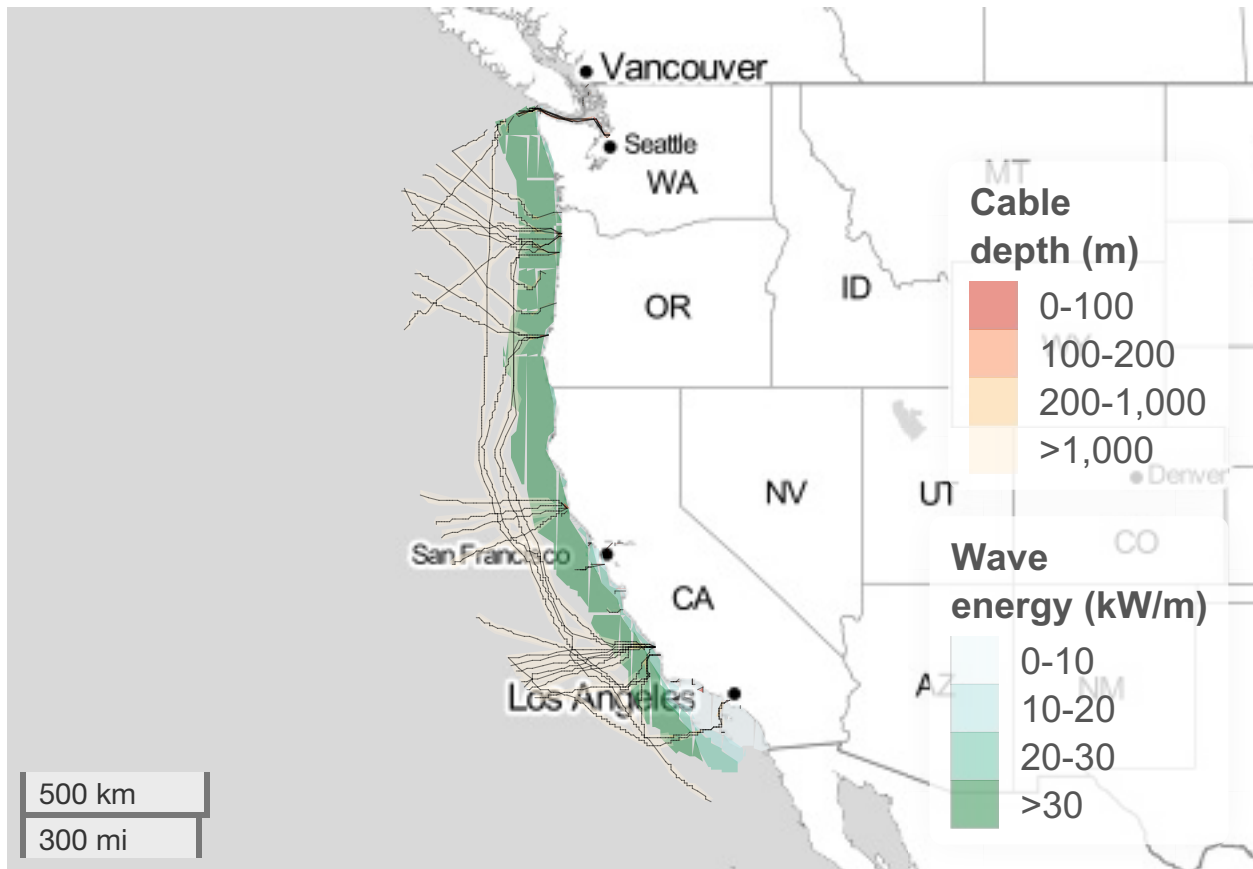 Vancouver
Seattle
WA
MT
OR
ID
WY
Cable
depth (m)
0-100
100-200
200-1,000
>1,000
NV
UT
Denver
CO
San Francisco
CA
Wave
energy (kW/m)
0-10
10-20
20-30
>30
Los Angeles
AZ
NM
500 km
300 mi